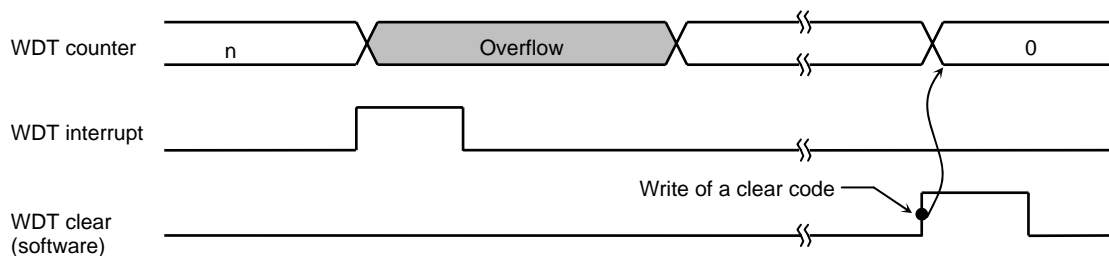 WDT counter
n
Overflow
0
WDT interrupt
Write of a clear code
WDT clear
(software)